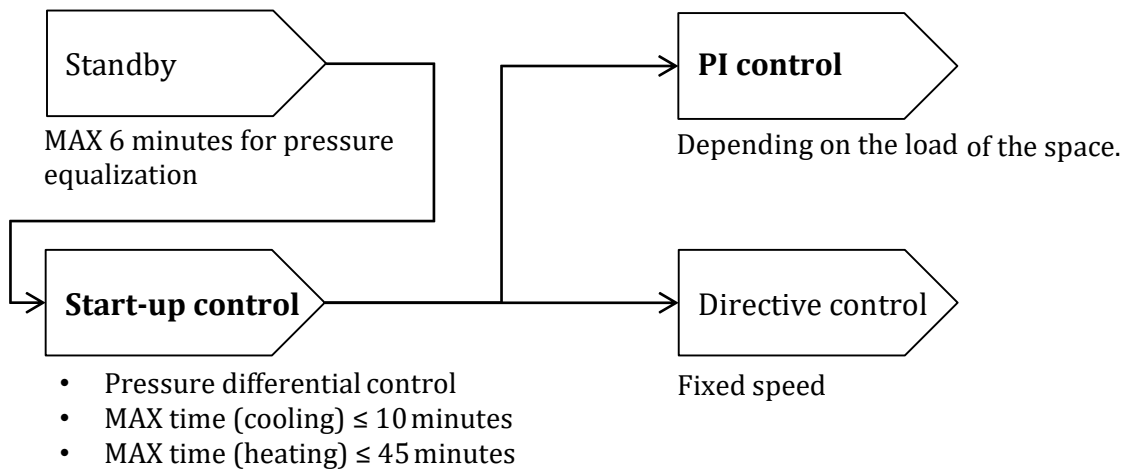 Standby
MAX 6 minutes for pressure
equalization
Start-up control
• Pressure differential control
• MAX time (cooling) ≤ 10 minutes
• MAX time (heating) ≤ 45 minutes
PI control
Depending on the load of the space.
Directive control
Fixed speed